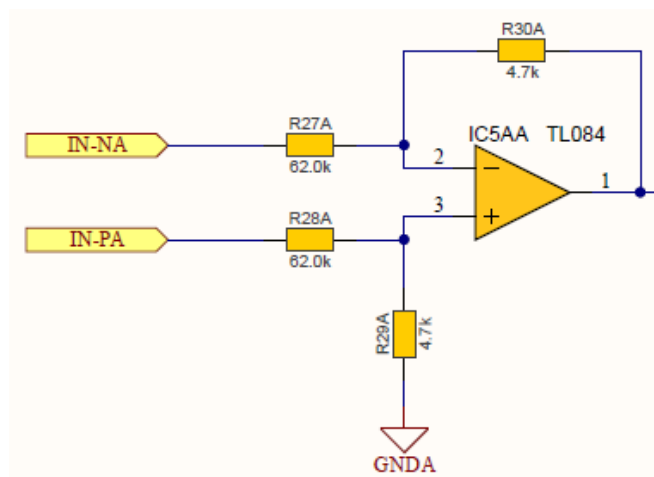 R30A
4.7k
R27A
IC5AA TL084
IN-NA
2
62.0k
1
3
R28A
IN-PA
62.0k
R29A
4.7k
GNDA